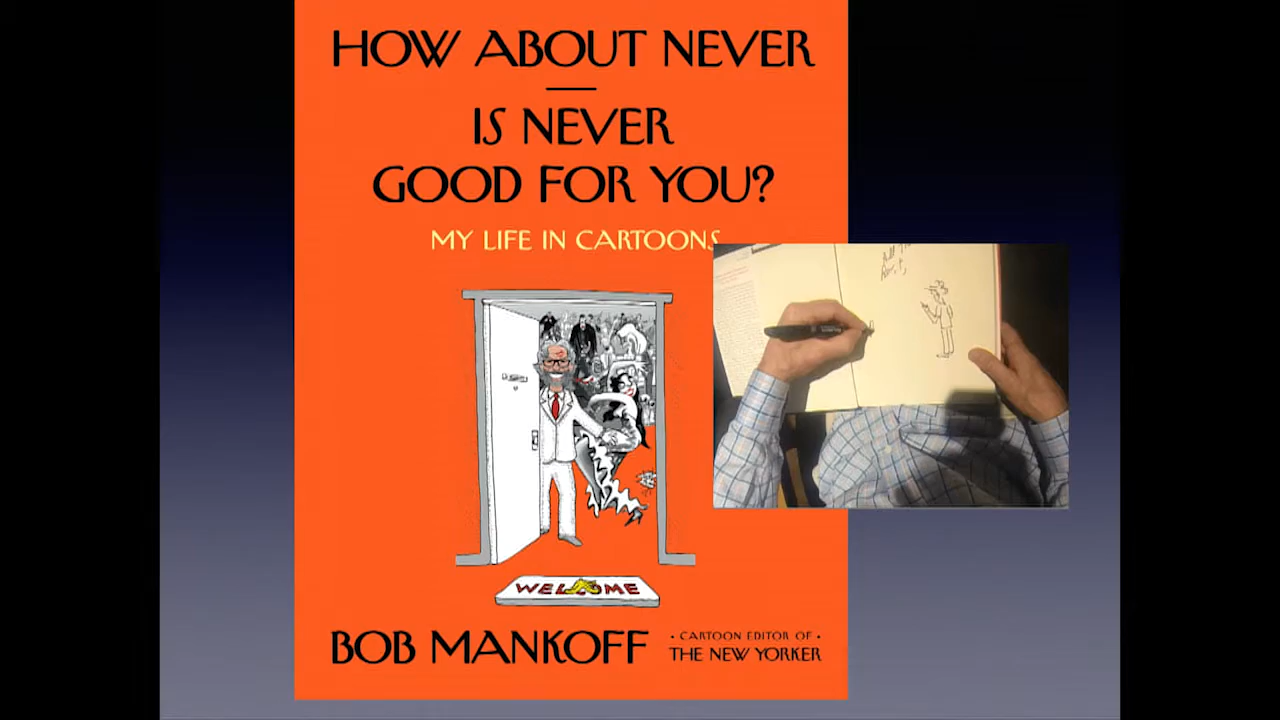 HOW ABOUT NEVER
—
IS NEVER
GOOD FOR YOU?
MY LIFE IN CARTOONS
WELCOME
BOB MANKOFF
• CARTOON EDITOR OF •
THE NEW YORKER